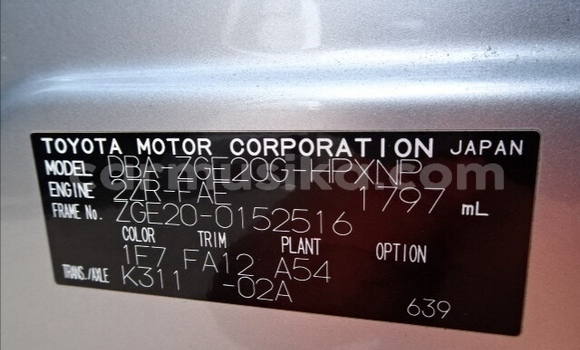 TOYOTA MOTOR CORPORATION JAPAN
MODEL DBA-ZGE20G-HPXNP
ENGINE 2ZR-FAE 1797 mL
FRAME No. ZGE20-0152516
COLOR TRIM PLANT OPTION
1F7 FA12 A54
TRANS./AXLE K311 -02A
639